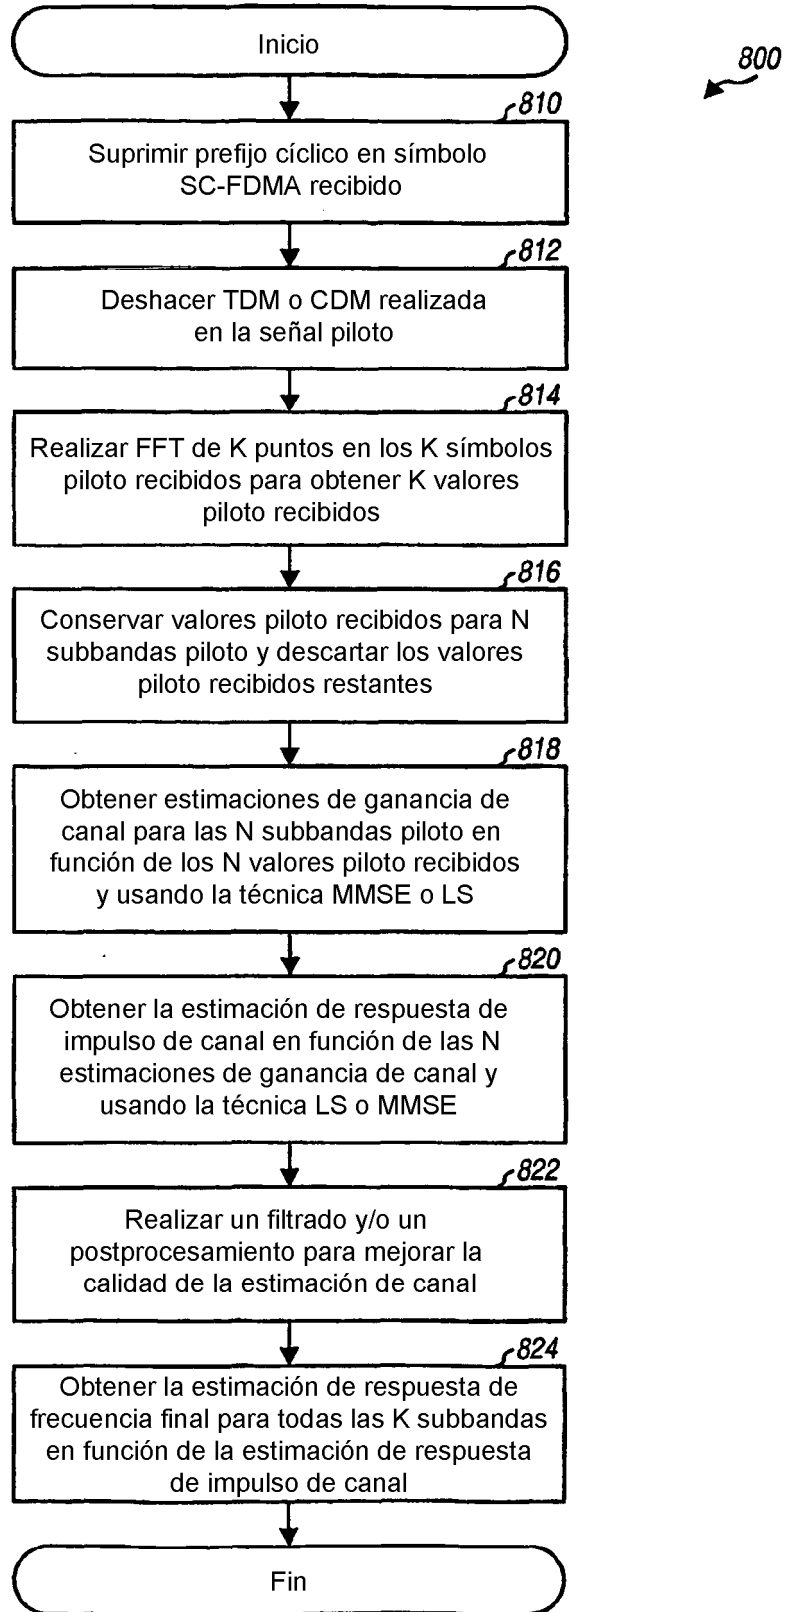 Inicio
800
810
Suprimir prefijo cíclico en símbolo
SC-FDMA recibido
812
Deshacer TDM o CDM realizada
en la señal piloto
814
Realizar FFT de K puntos en los K símbolos
piloto recibidos para obtener K valores
piloto recibidos
816
Conservar valores piloto recibidos para N
subbandas piloto y descartar los valores
piloto recibidos restantes
818
Obtener estimaciones de ganancia de
canal para las N subbandas piloto en
función de los N valores piloto recibidos
y usando la técnica MMSE o LS
820
Obtener la estimación de respuesta de
impulso de canal en función de las N
estimaciones de ganancia de canal y
usando la técnica LS o MMSE
822
Realizar un filtrado y/o un
postprocesamiento para mejorar la
calidad de la estimación de canal
824
Obtener la estimación de respuesta de
frecuencia final para todas las K subbandas
en función de la estimación de respuesta
de impulso de canal
Fin